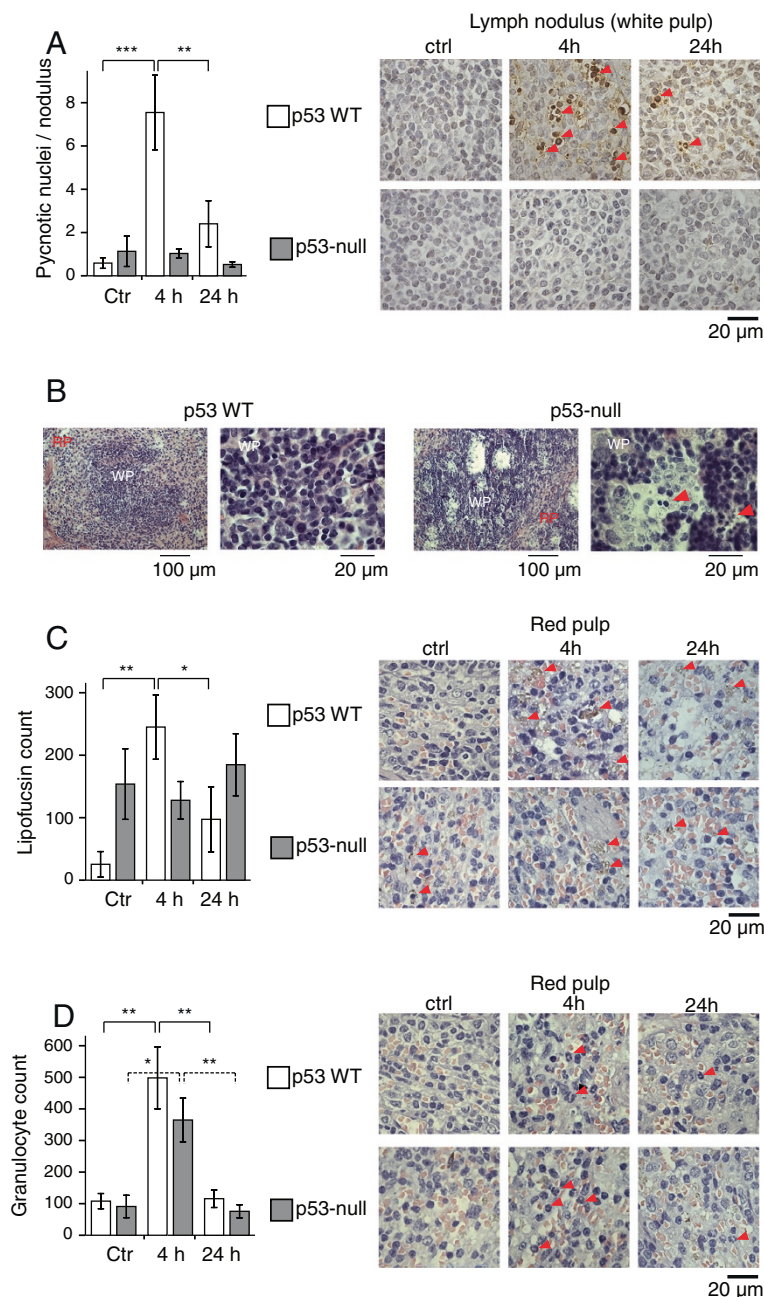 A
Lymph nodulus (white pulp)
ctrl 4h 24h
*** **
Pycnotic nuclei / nodulus
8
6
4
2
0
Ctr 4 h 24 h
p53 WT
p53-null
20 µm
B
p53 WT p53-null
RP WP WP WP RP WP
100 µm 20 µm 100 µm 20 µm
C
Red pulp
ctrl 4h 24h
** *
Lipofucsin count
300
200
100
0
Ctr 4 h 24 h
p53 WT
p53-null
20 µm
D
Red pulp
ctrl 4h 24h
** **
* **
Granulocyte count
600
500
400
300
200
100
0
Ctr 4 h 24 h
p53 WT
p53-null
20 µm